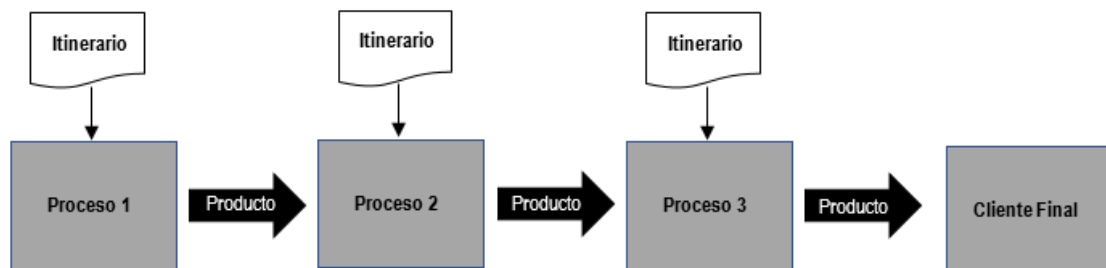 Itinerario
Itinerario
Itinerario
Proceso 1
Producto
Proceso 2
Producto
Proceso 3
Producto
Cliente Final